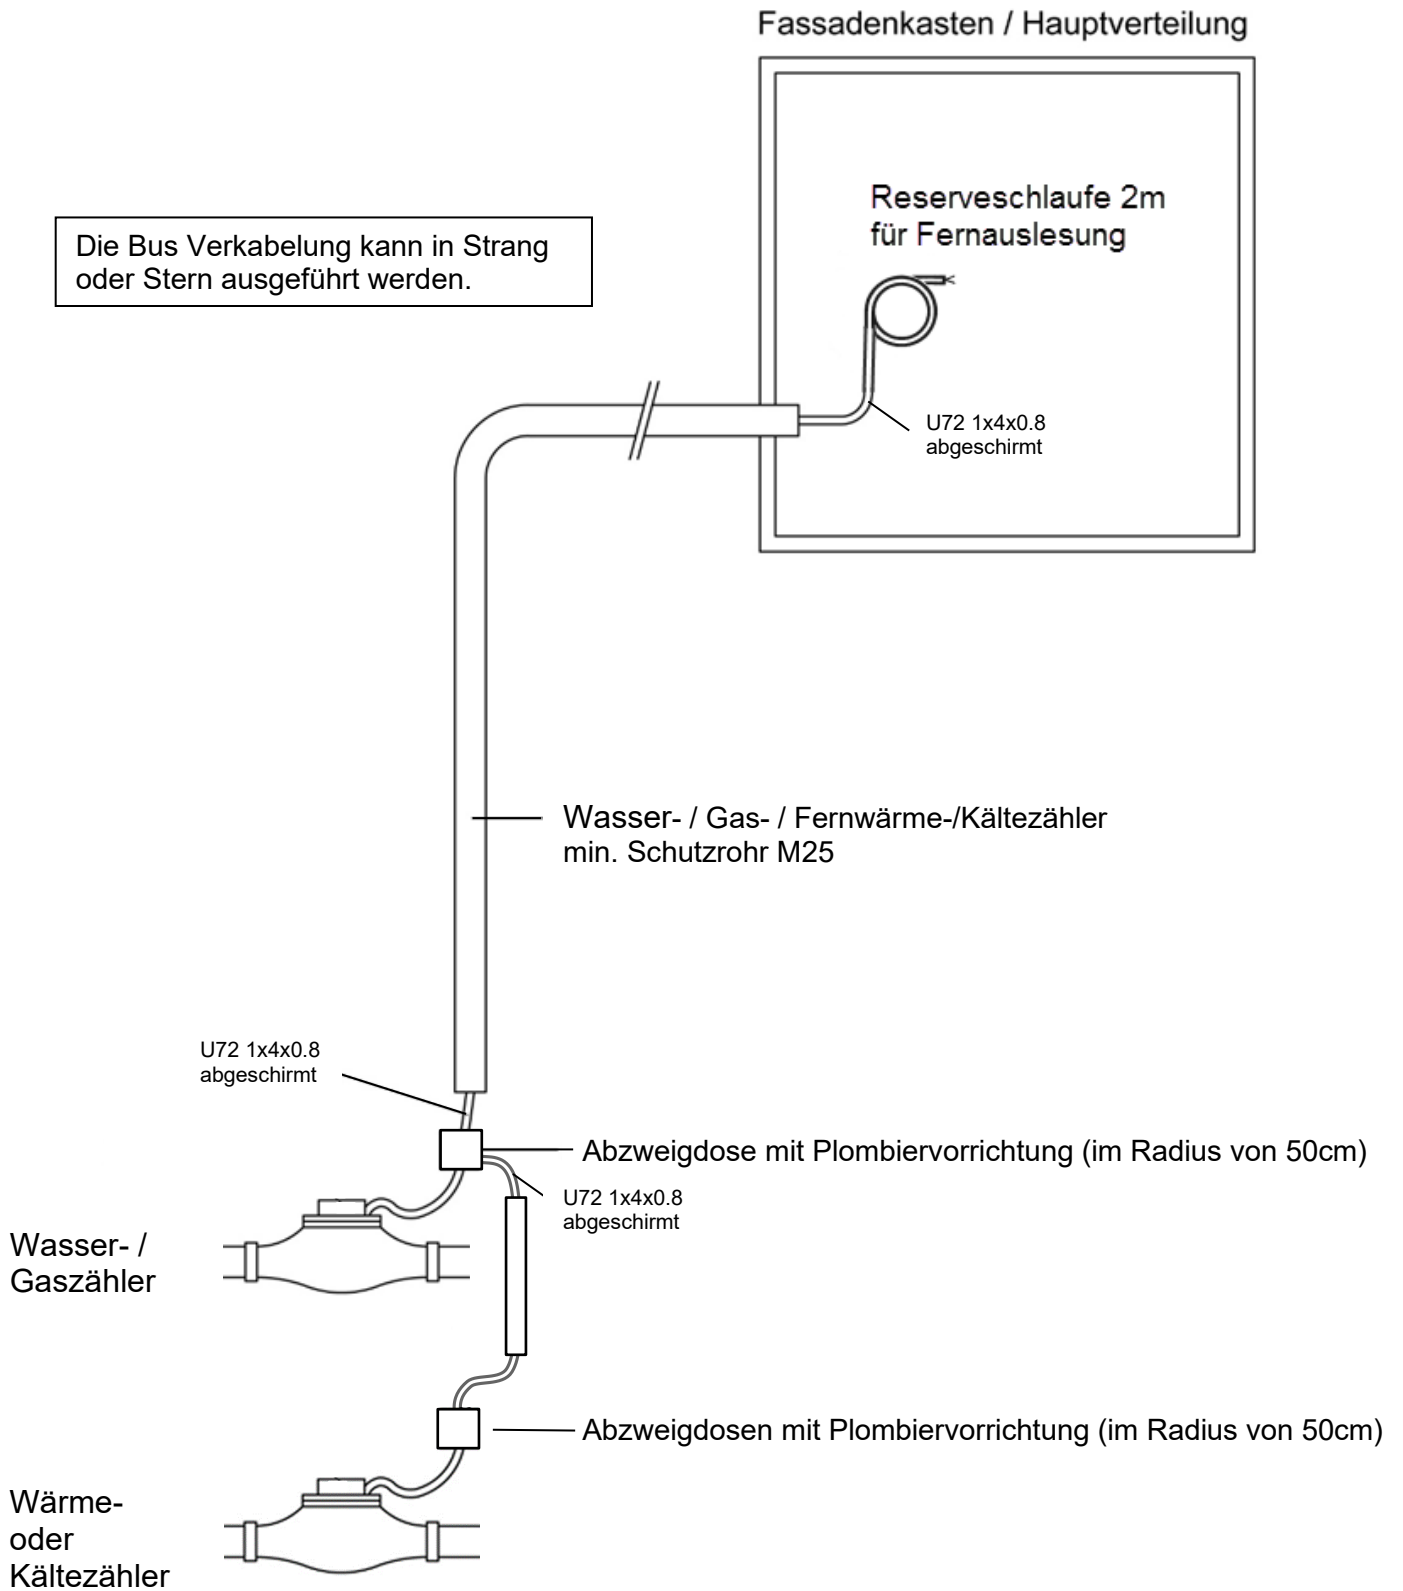 Fassadenkasten / Hauptverteilung
Reserveschlaufe 2m
für Fernauslesung
Die Bus Verkabelung kann in Strang
oder Stern ausgeführt werden.
U72 1x4x0.8
abgeschirmt
Wasser- / Gas- / Fernwärme-/Kältezähler
min. Schutzrohr M25
U72 1x4x0.8
abgeschirmt
Abzweigdose mit Plombiervorrichtung (im Radius von 50cm)
U72 1x4x0.8
abgeschirmt
Wasser- /
Gaszähler
Abzweigdosen mit Plombiervorrichtung (im Radius von 50cm)
Wärme-
oder
Kältezähler